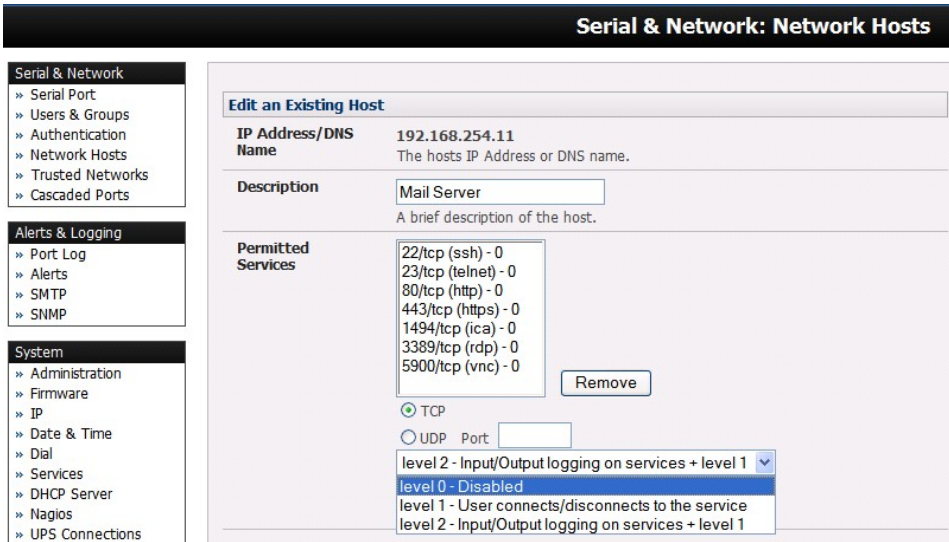 Serial & Network: Network Hosts
Serial & Network
» Serial Port
» Users & Groups
» Authentication
» Network Hosts
» Trusted Networks
» Cascaded Ports
Alerts & Logging
» Port Log
» Alerts
» SMTP
» SNMP
System
» Administration
» Firmware
» IP
» Date & Time
» Dial
» Services
» DHCP Server
» Nagios
» UPS Connections
Edit an Existing Host
IP Address/DNS
Name
192.168.254.11
The hosts IP Address or DNS name.
Description
Mail Server
A brief description of the host.
Permitted
Services
22/tcp (ssh) - 0
23/tcp (telnet) - 0
80/tcp (http) - 0
443/tcp (https) - 0
1494/tcp (ica) - 0
3389/tcp (rdp) - 0
5900/tcp (vnc) - 0
Remove
TCP
UDP Port
level 2 - Input/Output logging on services + level 1
level 0 - Disabled
level 1 - User connects/disconnects to the service
level 2 - Input/Output logging on services + level 1